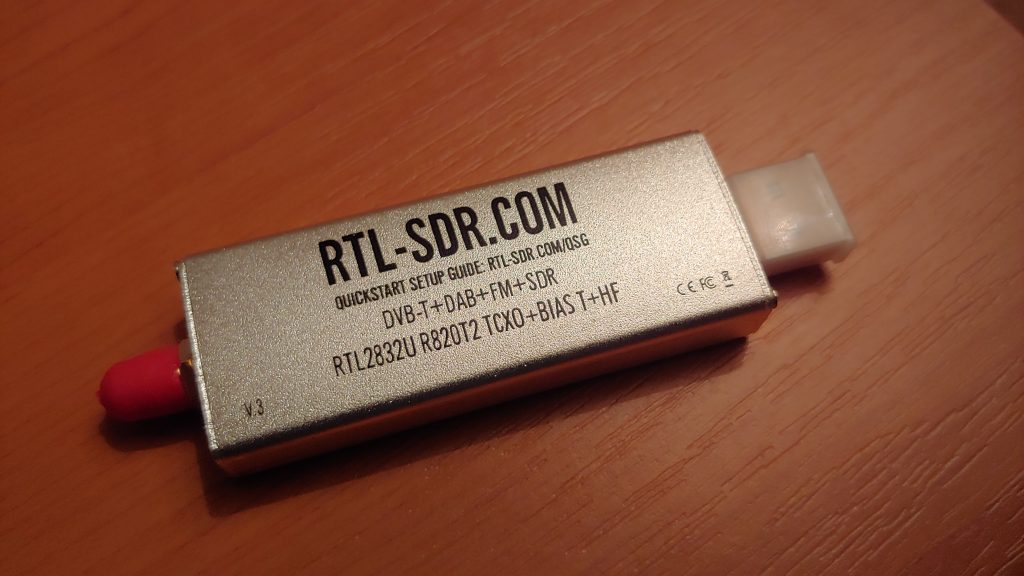 RTL-SDR.COM
QUICKSTART SETUP GUIDE: RTL-SDR.COM/QSG
DVB-T+DAB+FM+SDR
RTL2832U R820T2 TCXO+BIAS T+HF
CE FC
V.3